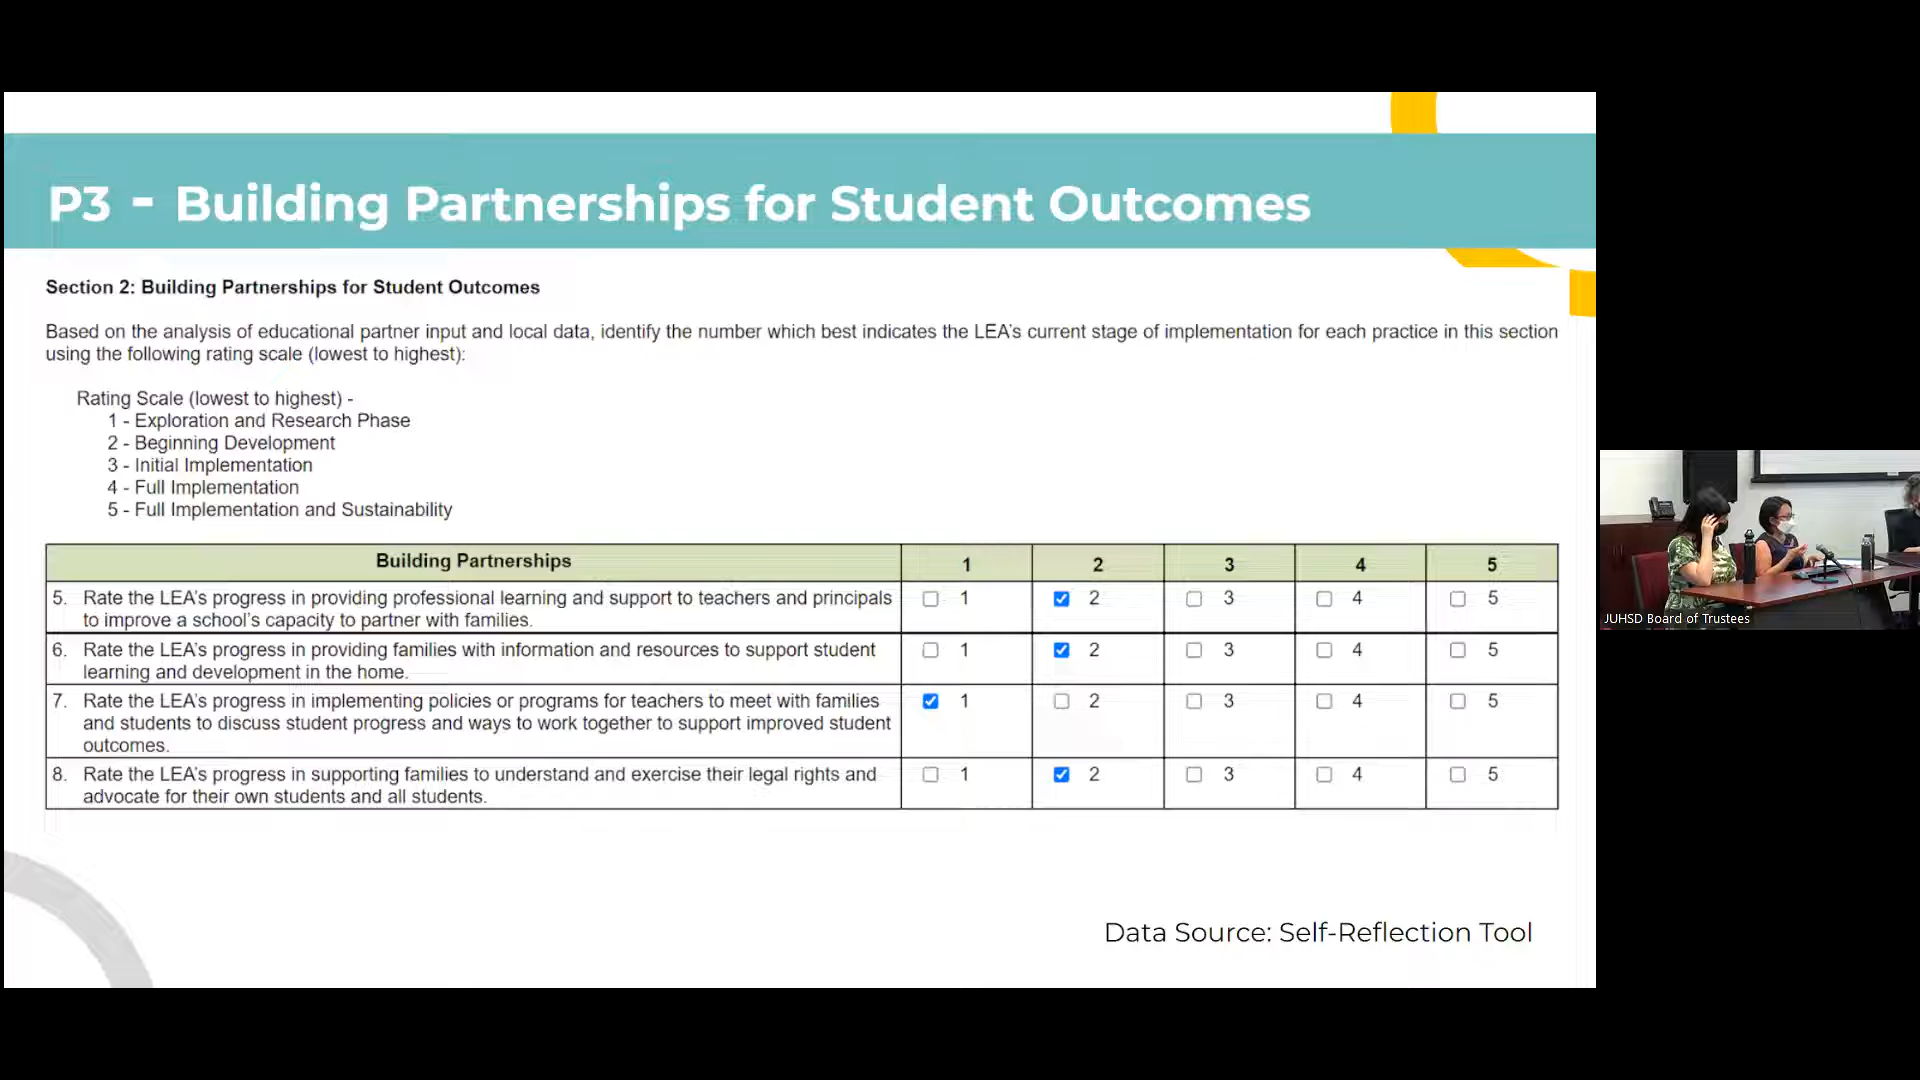 P3 - Building Partnerships for Student Outcomes
Section 2: Building Partnerships for Student Outcomes
Based on the analysis of educational partner input and local data, identify the number which best indicates the LEA's current stage of implementation for each practice in this section
using the following rating scale (lowest to highest):
Rating Scale (lowest to highest) -
1 - Exploration and Research Phase
2 - Beginning Development
3 - Initial Implementation
4 - Full Implementation
5 - Full Implementation and Sustainability
Building Partnerships 1 2 3 4 5
5. Rate the LEA's progress in providing professional learning and support to teachers and principals 1 2 3 4 5
to improve a school's capacity to partner with families.
6. Rate the LEA's progress in providing families with information and resources to support student 1 2 3 4 5
learning and development in the home.
7. Rate the LEA's progress in implementing policies or programs for teachers to meet with families 1 2 3 4 5
and students to discuss student progress and ways to work together to support improved student
outcomes.
8. Rate the LEA's progress in supporting families to understand and exercise their legal rights and 1 2 3 4 5
advocate for their own students and all students.
Data Source: Self-Reflection Tool
JUHSD Board of Trustees